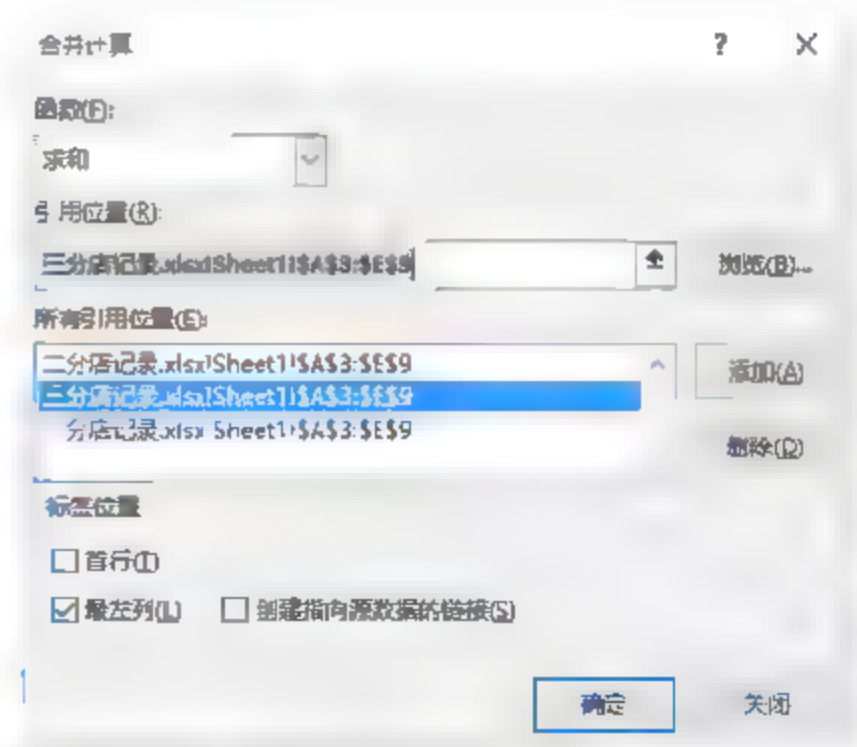 合并计算
函数(F):
求和
引用位置(R):
三分店记录.xlsx!Sheet1!$A$3:$E$9 浏览(B)...
所有引用位置(E):
二分店记录.xlsx!Sheet1!$A$3:$E$9
三分店记录.xlsx!Sheet1!$A$3:$E$9 添加(A)
分店记录.xlsx Sheet1!$A$3:$E$9
删除(D)
标签位置
首行(T)
最左列(L) 创建指向源数据的链接(S)
确定 关闭